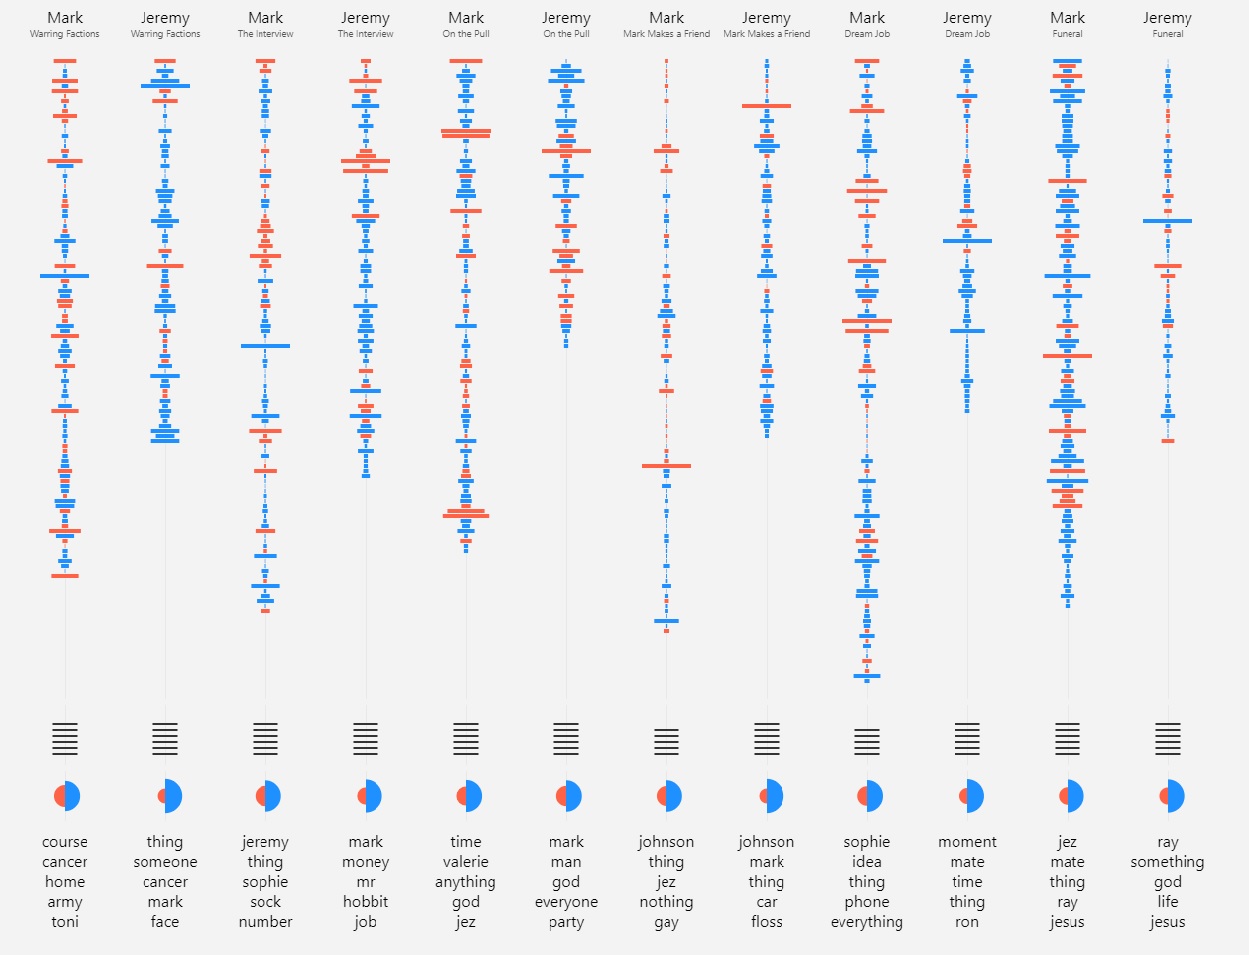 Mark Jeremy Mark Jeremy Mark Jeremy Mark Jeremy Mark Jeremy Mark Jeremy
Warring Factions Warring Factions The Interview The Interview On the Pull On the Pull Mark Makes a Friend Mark Makes a Friend Dream Job Dream Job Funeral Funeral
course thing jeremy mark time mark johnson johnson sophie moment jez ray
cancer someone thing money valerie man thing mark idea mate mate something
home cancer sophie mr anything god jez thing thing time thing god
army mark sock hobbit god everyone nothing car phone thing ray life
toni face number job jez party gay floss everything ron jesus jesus